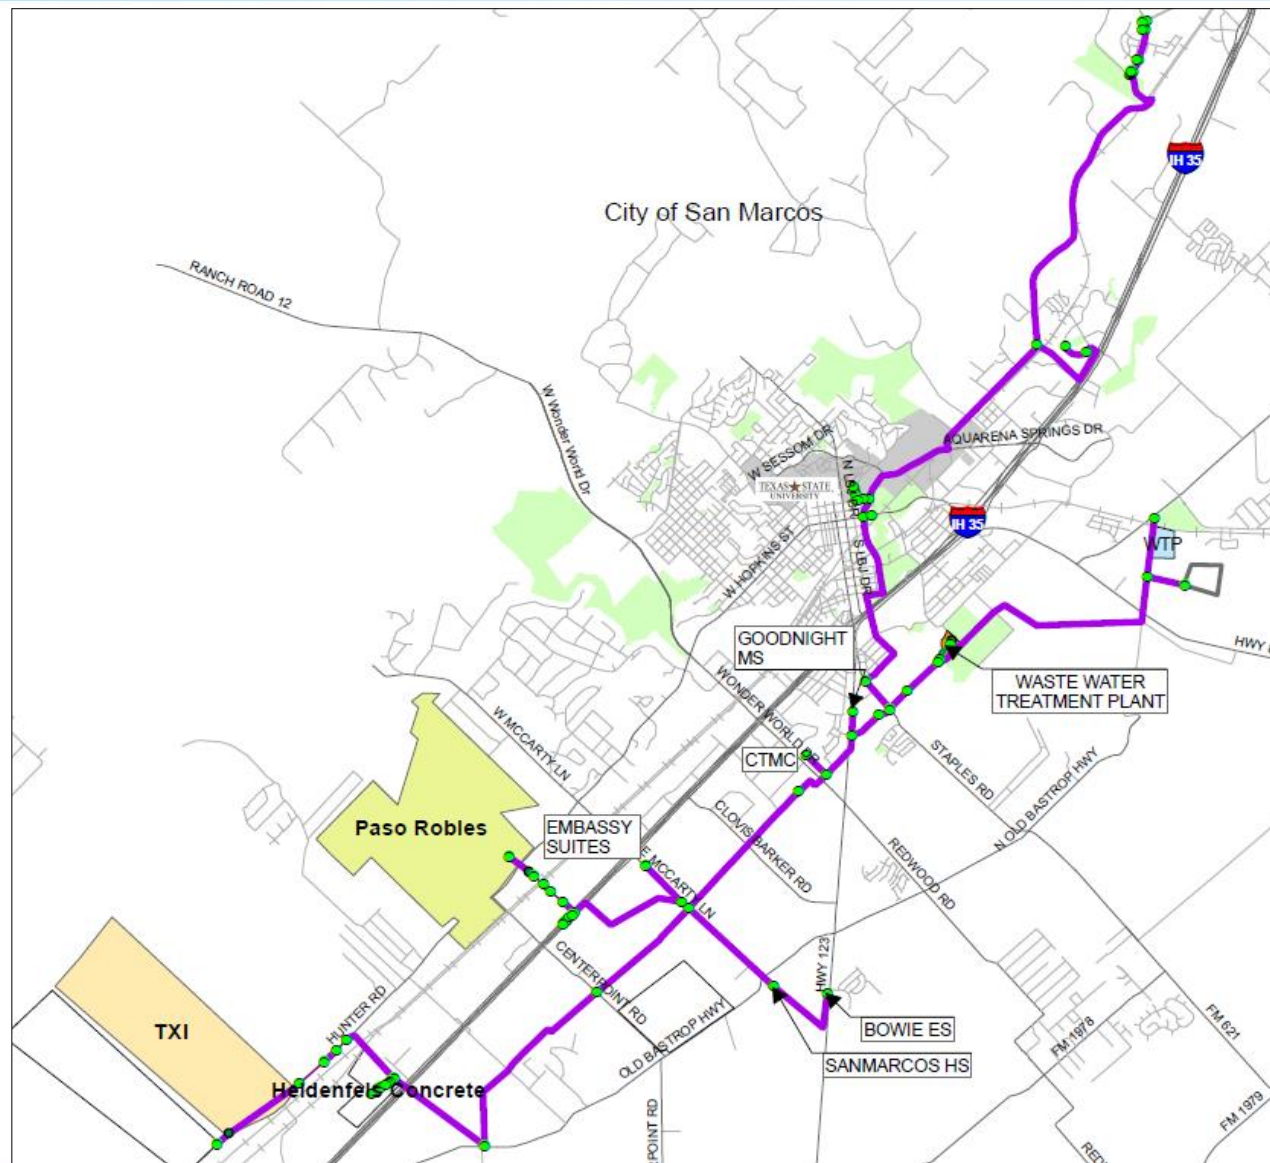 IH 35
City of San Marcos
RANCH ROAD 12
W Wonder World Dr
AQUARENA SPRINGS DR
W SESSOM DR
N LBJ DR
TEXAS STATE
UNIVERSITY
IH 35
WTP
W HOPKINS ST
S LBJ DR
GOODNIGHT
MS
HWY
WASTE WATER
TREATMENT PLANT
WONDER WORLD DR
W MCCARTY LN
CTMC
STAPLES RD
N OLD BASTROP HWY
Paso Robles
EMBASSY
SUITES
CLOVIS BARKER RD
E MCCARTY LN
REDWOOD RD
HWY 123
CENTERPOINT RD
OLD BASTROP HWY
HUNTER RD
TXI
BOWIE ES
SANMARCOS HS
FM 621
FM 1978
Heldenfels Concrete
FM 1979
POINT RD